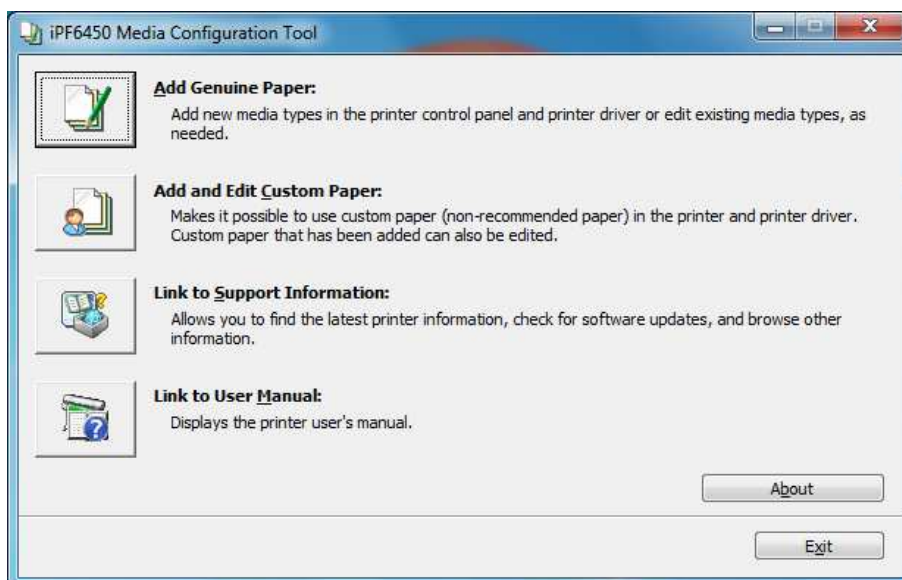 iPF6450 Media Configuration Tool
Add Genuine Paper:
Add new media types in the printer control panel and printer driver or edit existing media types, as
needed.
Add and Edit Custom Paper:
Makes it possible to use custom paper (non-recommended paper) in the printer and printer driver.
Custom paper that has been added can also be edited.
Link to Support Information:
Allows you to find the latest printer information, check for software updates, and browse other
information.
Link to User Manual:
Displays the printer user's manual.
About
Exit